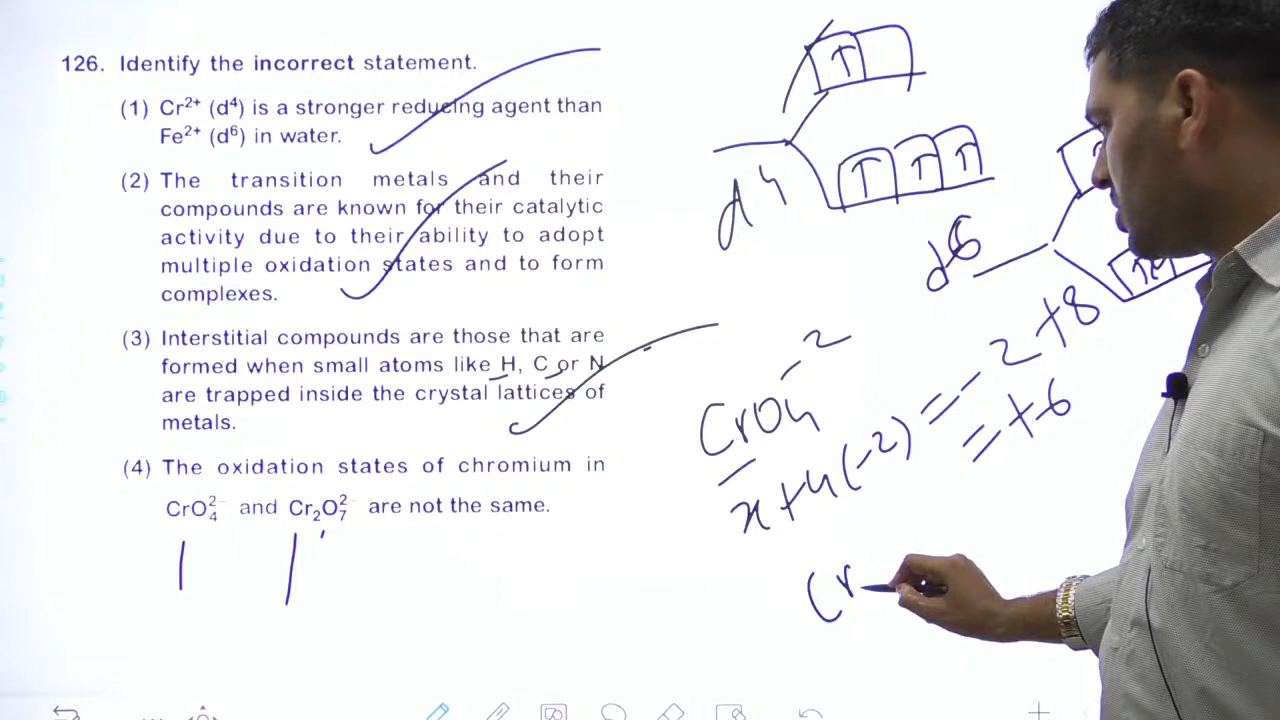 126. Identify the incorrect statement.
(1) Cr²⁺ (d⁴) is a stronger reducing agent than
Fe²⁺ (d⁶) in water.
(2) The transition metals and their
compounds are known for their catalytic
activity due to their ability to adopt
multiple oxidation states and to form
complexes.
(3) Interstitial compounds are those that are
formed when small atoms like H, C or N
are trapped inside the crystal lattices of
metals.
(4) The oxidation states of chromium in
CrO₄²⁻ and Cr₂O₇²⁻ are not the same.
↑
↑ ↑ ↑
d⁴
d⁶
CrO₄⁻²
x+4(-2) = -2+8
= +6
Cr